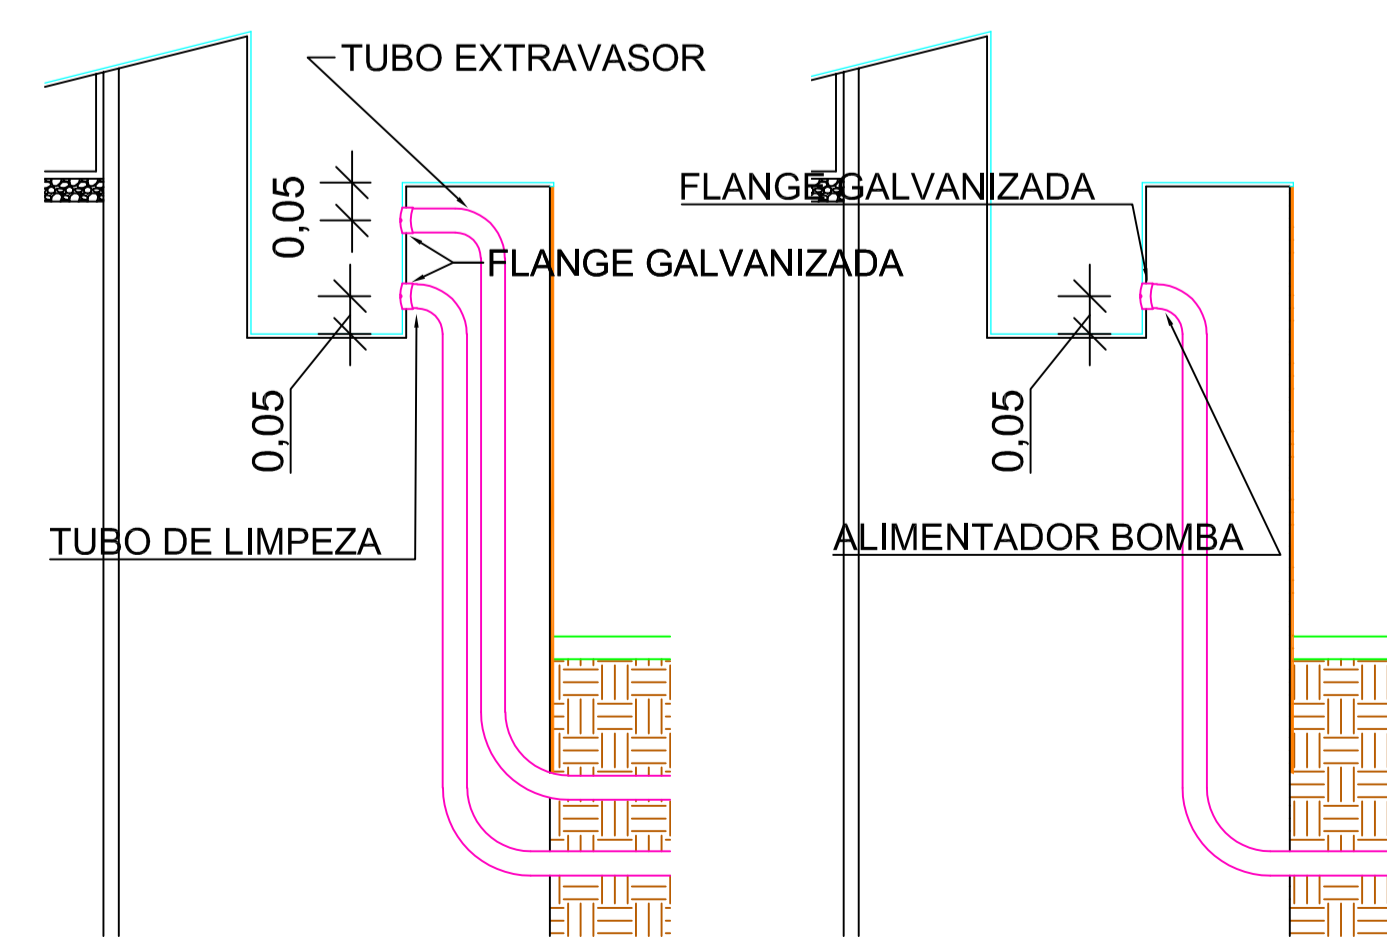 TUBO EXTRAVASOR
0,05
FLANGE GALVANIZADA
0,05
TUBO DE LIMPEZA
FLANGE GALVANIZADA
0,05
ALIMENTADOR BOMBA